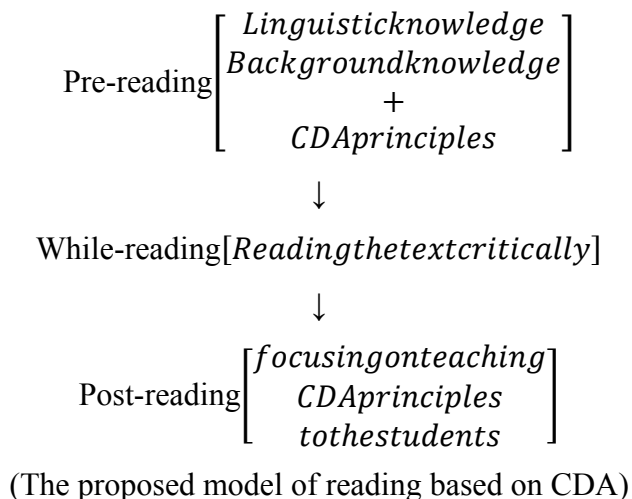 Linguisticknowledge
Backgroundknowledge
Pre-reading
+
CDAprinciples
↓
While-reading[Readingthetextcritically]
↓
focusingonteaching
Post-reading CDAprinciples
tothestudents
(The proposed model of reading based on CDA)